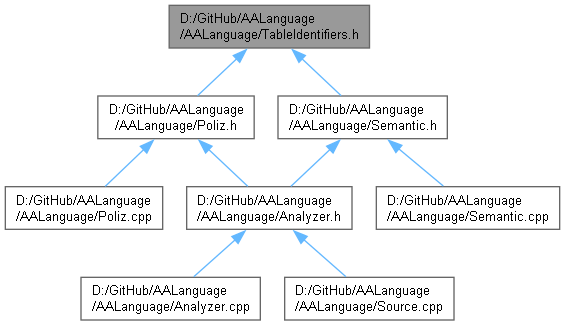 D:/GitHub/AALanguage
/AALanguage/TableIdentifiers.h
D:/GitHub/AALanguage
/AALanguage/Poliz.h
D:/GitHub/AALanguage
/AALanguage/Semantic.h
D:/GitHub/AALanguage
/AALanguage/Poliz.cpp
D:/GitHub/AALanguage
/AALanguage/Analyzer.h
D:/GitHub/AALanguage
/AALanguage/Semantic.cpp
D:/GitHub/AALanguage
/AALanguage/Analyzer.cpp
D:/GitHub/AALanguage
/AALanguage/Source.cpp